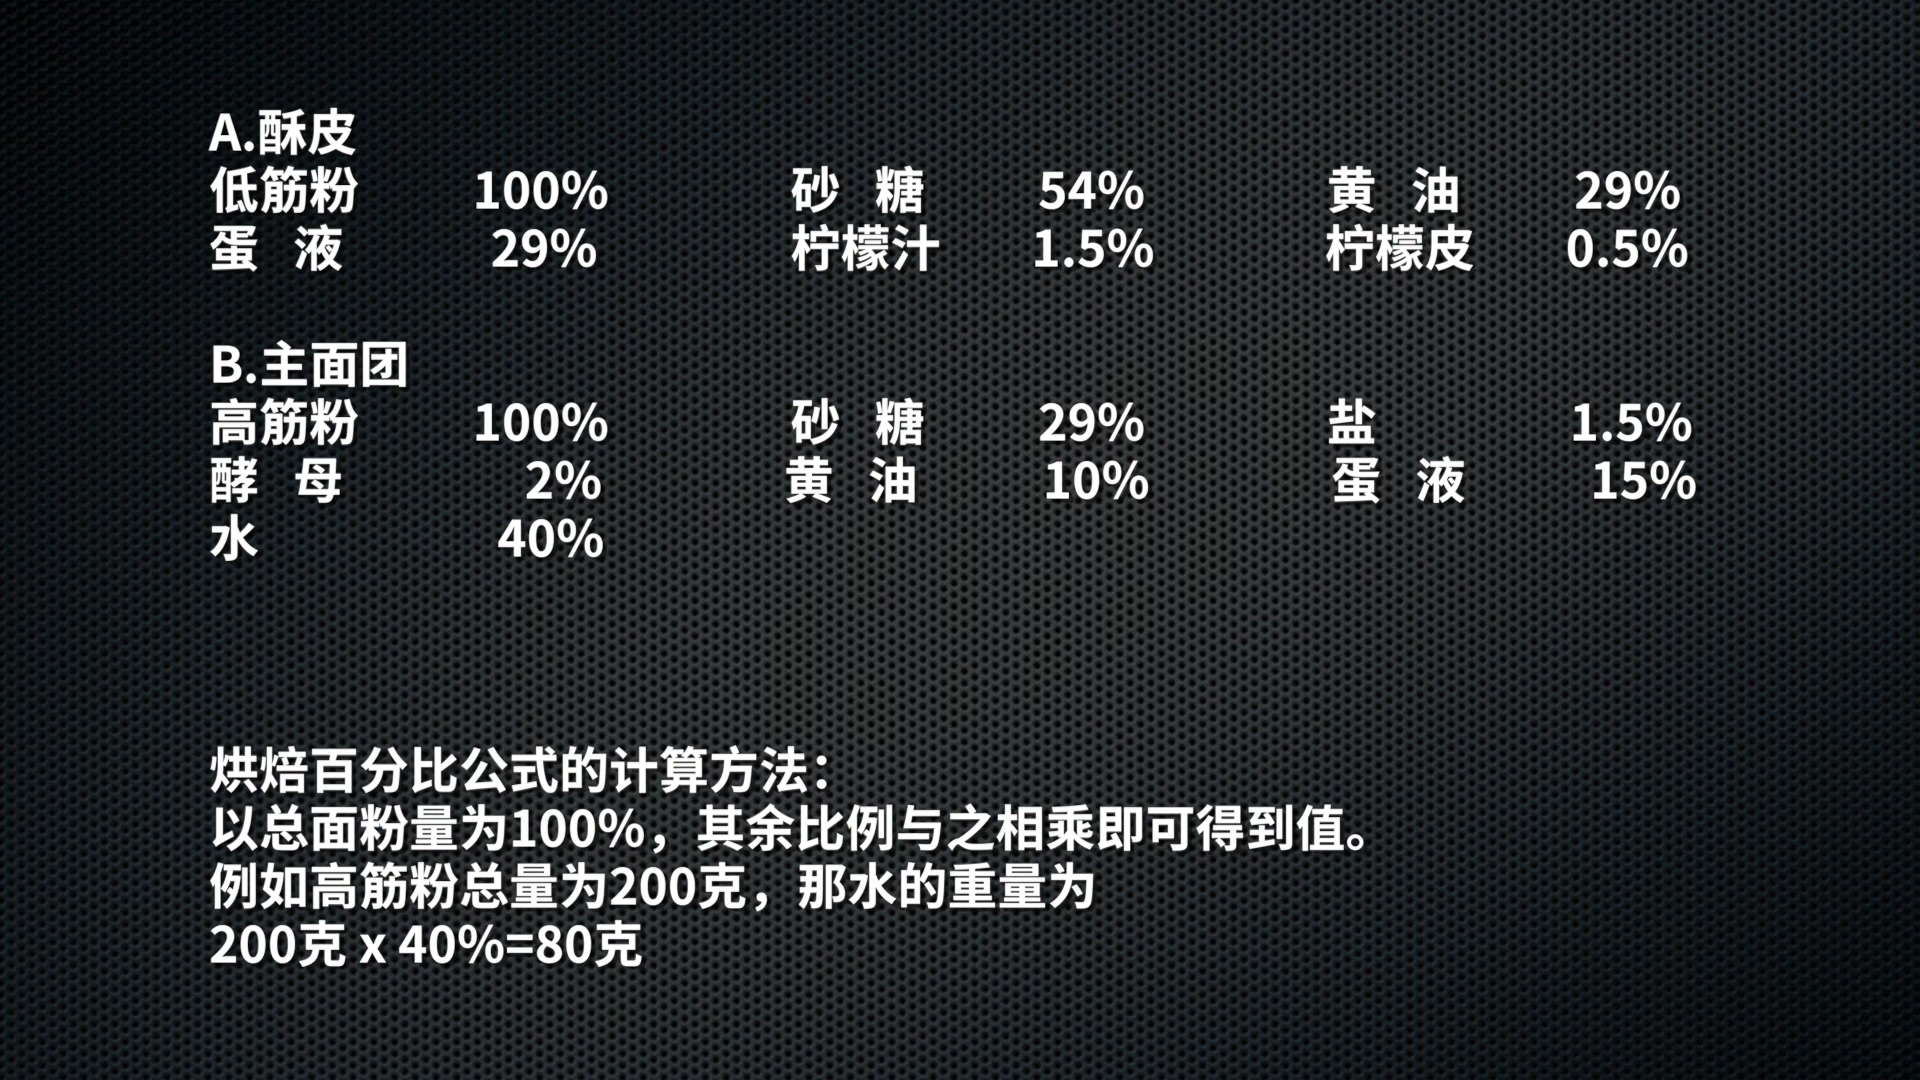 A.酥皮
低筋粉 100% 砂 糖 54% 黄 油 29%
蛋 液 29% 柠檬汁 1.5% 柠檬皮 0.5%
B.主面团
高筋粉 100% 砂 糖 29% 盐 1.5%
酵 母 2% 黄 油 10% 蛋 液 15%
水 40%
烘焙百分比公式的计算方法：
以总面粉量为100%，其余比例与之相乘即可得到值。
例如高筋粉总量为200克，那水的重量为
200克 x 40%=80克